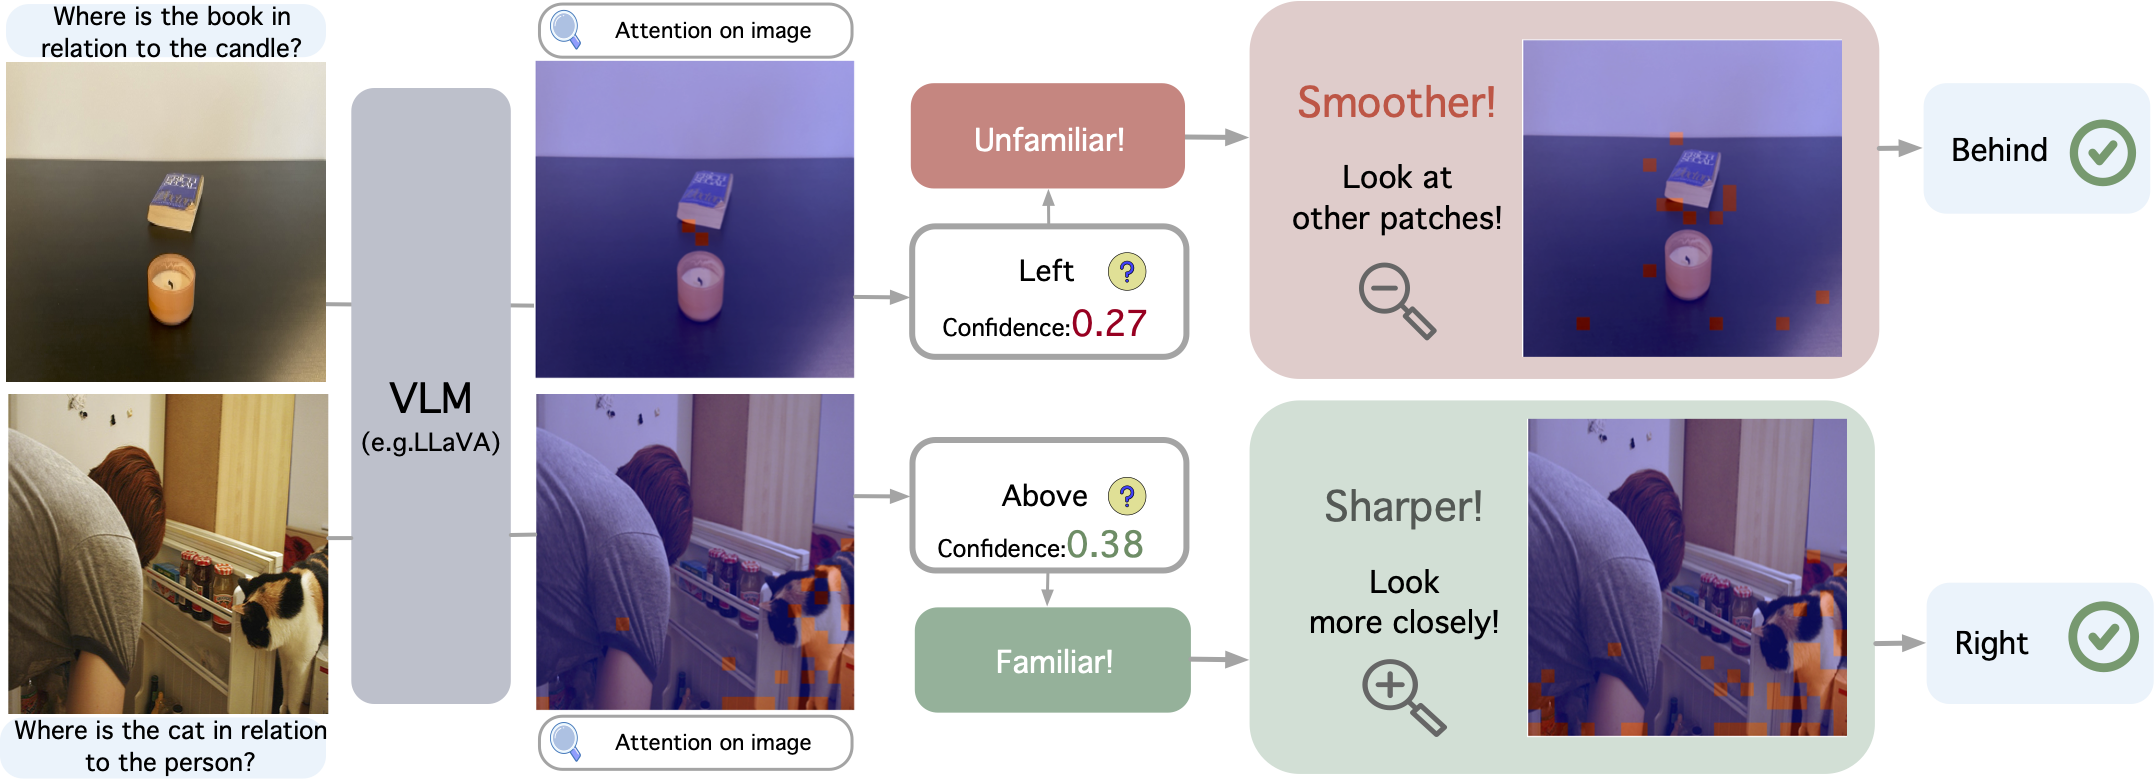 Where is the book in
relation to the candle?
Attention on image
VLM
(e.g.LLaVA)
Unfamiliar!
Left ?
Confidence:0.27
Smoother!
Look at
other patches!
Behind
Above ?
Confidence:0.38
Familiar!
Sharper!
Look
more closely!
Right
Where is the cat in relation
to the person?
Attention on image